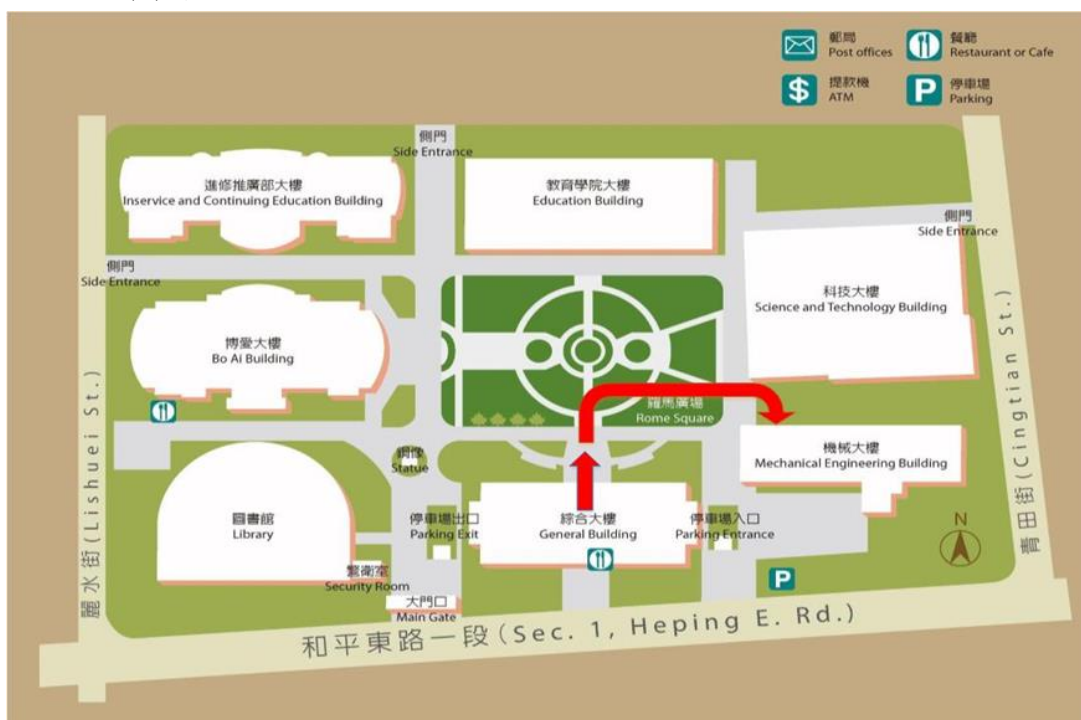 郵局
Post offices
餐廳
Restaurant or Cafe
$
提款機
ATM
P
停車場
Parking
側門
Side Entrance
進修推廣部大樓
Inservice and Continuing Education Building
教育學院大樓
Education Building
側門
Side Entrance
側門
Side Entrance
科技大樓
Science and Technology Building
博愛大樓
Bo Ai Building
羅馬廣場
Rome Square
機械大樓
Mechanical Engineering Building
銅像
Statue
圖書館
Library
停車場出口
Parking Exit
綜合大樓
General Building
停車場入口
Parking Entrance
N
警衛室
Security Room
P
大門口
Main Gate
麗水街(Lishuei St.)
青田街(Cingtian St.)
和平東路一段(Sec. 1, Heping E. Rd.)